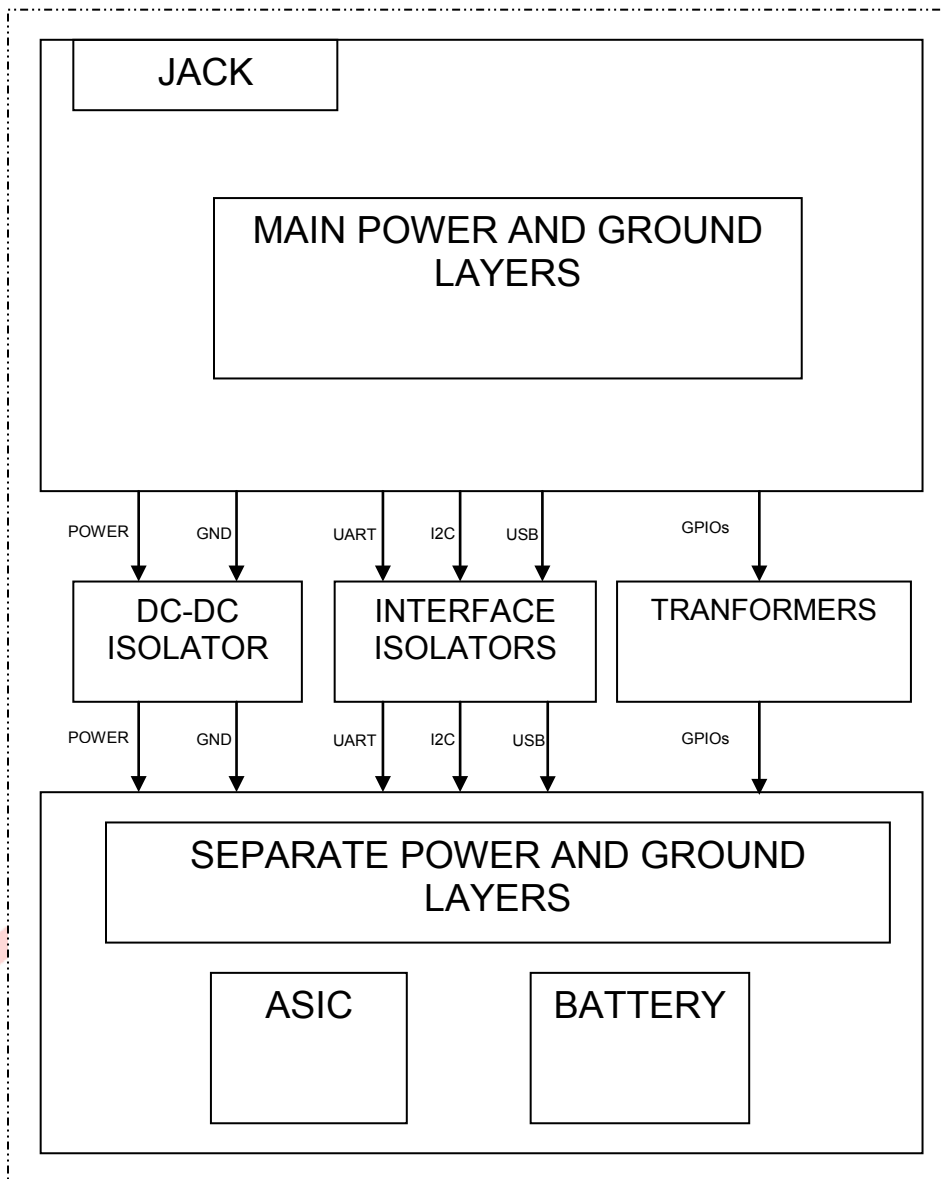 JACK
MAIN POWER AND GROUND
LAYERS
POWER
GND
UART
I2C
USB
GPIOs
DC-DC
ISOLATOR
INTERFACE
ISOLATORS
TRANFORMERS
POWER
GND
UART
I2C
USB
GPIOs
SEPARATE POWER AND GROUND
LAYERS
ASIC
BATTERY